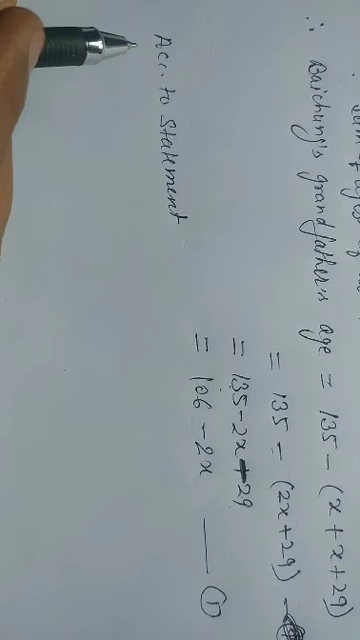 ∴ Baichung's grandfather's age = 135 - (x + x + 29)
= 135 - (2x + 29)
= 135 - 2x - 29
= 106 - 2x —— (1)
Acc. to Statement